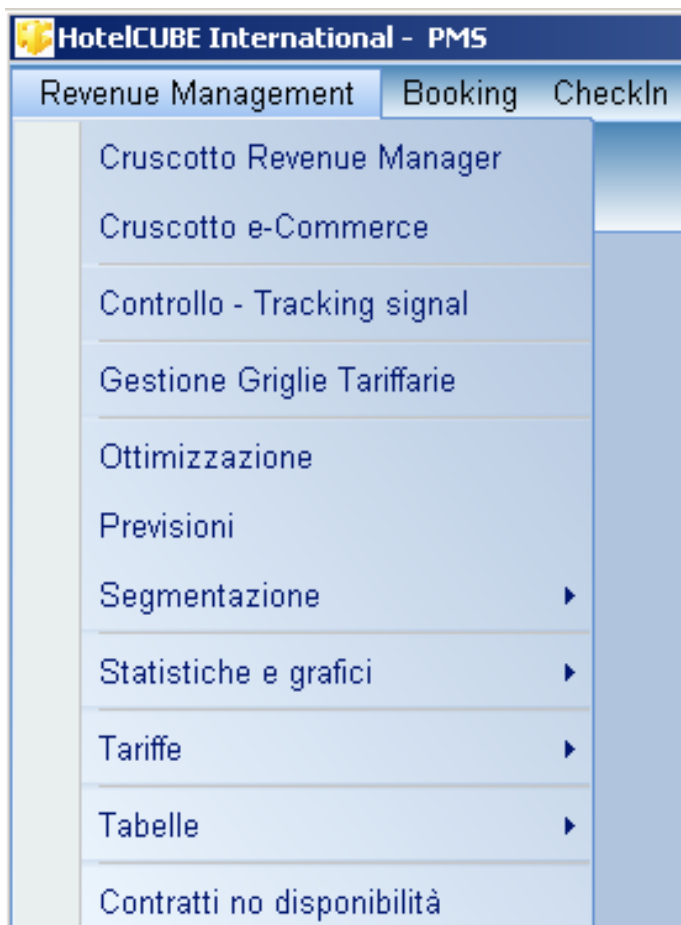 HotelCUBE International - PMS
Revenue Management Booking CheckIn
Cruscotto Revenue Manager
Cruscotto e-Commerce
Controllo - Tracking signal
Gestione Griglie Tariffarie
Ottimizzazione
Previsioni
Segmentazione
Statistiche e grafici
Tariffe
Tabelle
Contratti no disponibilità